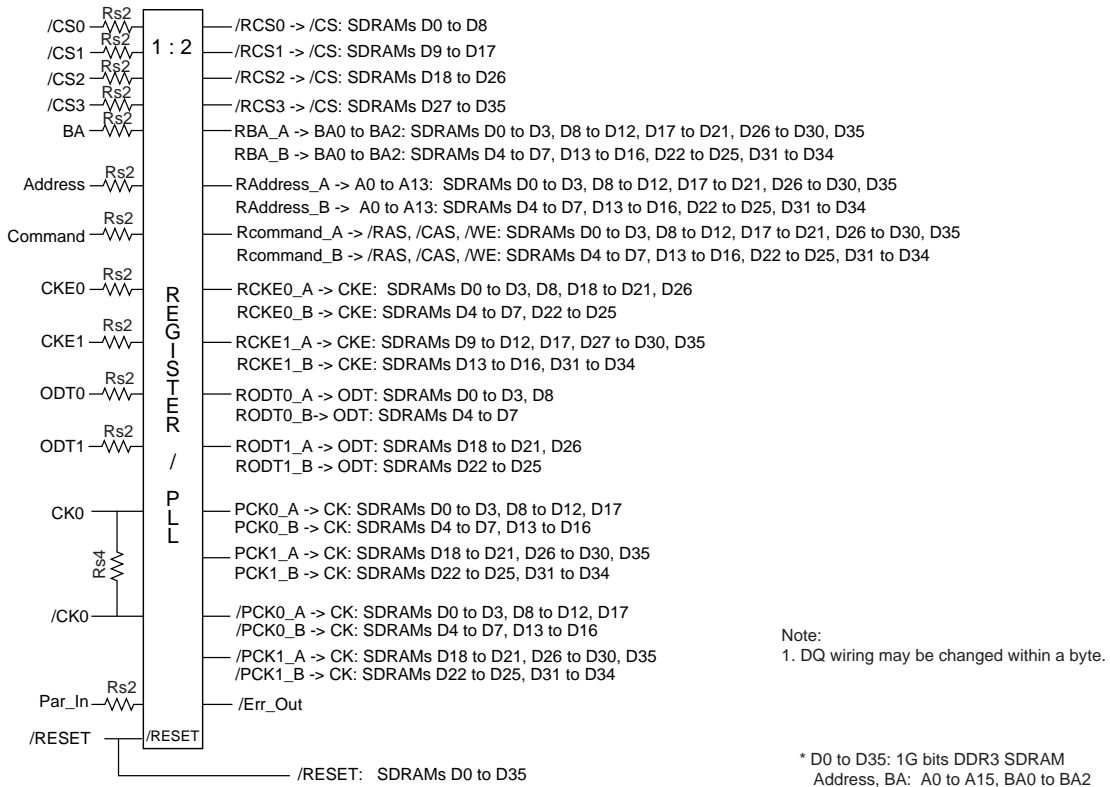 /CS0 Rs2 /RCS0 -> /CS: SDRAMs D0 to D8
/CS1 Rs2 1 : 2 /RCS1 -> /CS: SDRAMs D9 to D17
/CS2 Rs2 /RCS2 -> /CS: SDRAMs D18 to D26
/CS3 Rs2 /RCS3 -> /CS: SDRAMs D27 to D35
BA Rs2 RBA_A -> BA0 to BA2: SDRAMs D0 to D3, D8 to D12, D17 to D21, D26 to D30, D35
RBA_B -> BA0 to BA2: SDRAMs D4 to D7, D13 to D16, D22 to D25, D31 to D34
Address Rs2 RAddress_A -> A0 to A13: SDRAMs D0 to D3, D8 to D12, D17 to D21, D26 to D30, D35
RAddress_B -> A0 to A13: SDRAMs D4 to D7, D13 to D16, D22 to D25, D31 to D34
Command Rs2 Rcommand_A -> /RAS, /CAS, /WE: SDRAMs D0 to D3, D8 to D12, D17 to D21, D26 to D30, D35
Rcommand_B -> /RAS, /CAS, /WE: SDRAMs D4 to D7, D13 to D16, D22 to D25, D31 to D34
CKE0 Rs2 RCKE0_A -> CKE: SDRAMs D0 to D3, D8, D18 to D21, D26
RCKE0_B -> CKE: SDRAMs D4 to D7, D22 to D25
CKE1 Rs2 RCKE1_A -> CKE: SDRAMs D9 to D12, D17, D27 to D30, D35
RCKE1_B -> CKE: SDRAMs D13 to D16, D31 to D34
ODT0 Rs2 RODT0_A -> ODT: SDRAMs D0 to D3, D8
RODT0_B-> ODT: SDRAMs D4 to D7
ODT1 Rs2 RODT1_A -> ODT: SDRAMs D18 to D21, D26
RODT1_B -> ODT: SDRAMs D22 to D25
REGISTER / PLL
CK0 PCK0_A -> CK: SDRAMs D0 to D3, D8 to D12, D17
PCK0_B -> CK: SDRAMs D4 to D7, D13 to D16
Rs4 PCK1_A -> CK: SDRAMs D18 to D21, D26 to D30, D35
PCK1_B -> CK: SDRAMs D22 to D25, D31 to D34
/CK0 /PCK0_A -> CK: SDRAMs D0 to D3, D8 to D12, D17
/PCK0_B -> CK: SDRAMs D4 to D7, D13 to D16
/PCK1_A -> CK: SDRAMs D18 to D21, D26 to D30, D35
/PCK1_B -> CK: SDRAMs D22 to D25, D31 to D34
Par_In Rs2 /Err_Out
/RESET /RESET
/RESET: SDRAMs D0 to D35
Note:
1. DQ wiring may be changed within a byte.
* D0 to D35: 1G bits DDR3 SDRAM
Address, BA: A0 to A15, BA0 to BA2